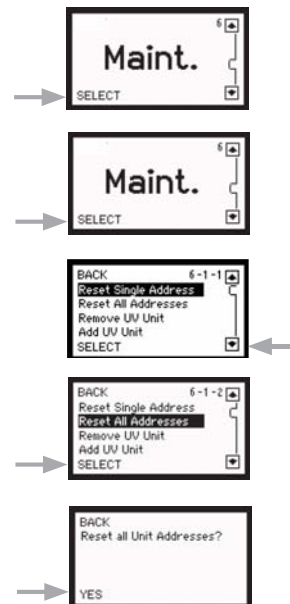 6
Maint.
SELECT
6
Maint.
SELECT
BACK 6-1-1
Reset Single Address
Reset All Addresses
Remove UV Unit
Add UV Unit
SELECT
BACK 6-1-2
Reset Single Address
Reset All Addresses
Remove UV Unit
Add UV Unit
SELECT
BACK
Reset all Unit Addresses?
YES